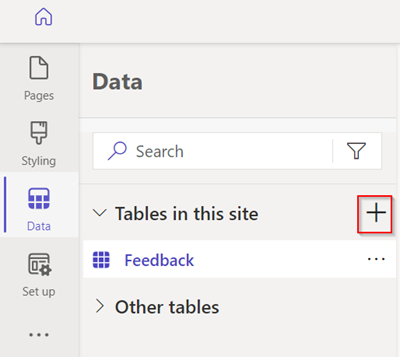 Pages
Styling
Data
Set up
Data
Search
Tables in this site
Feedback
Other tables